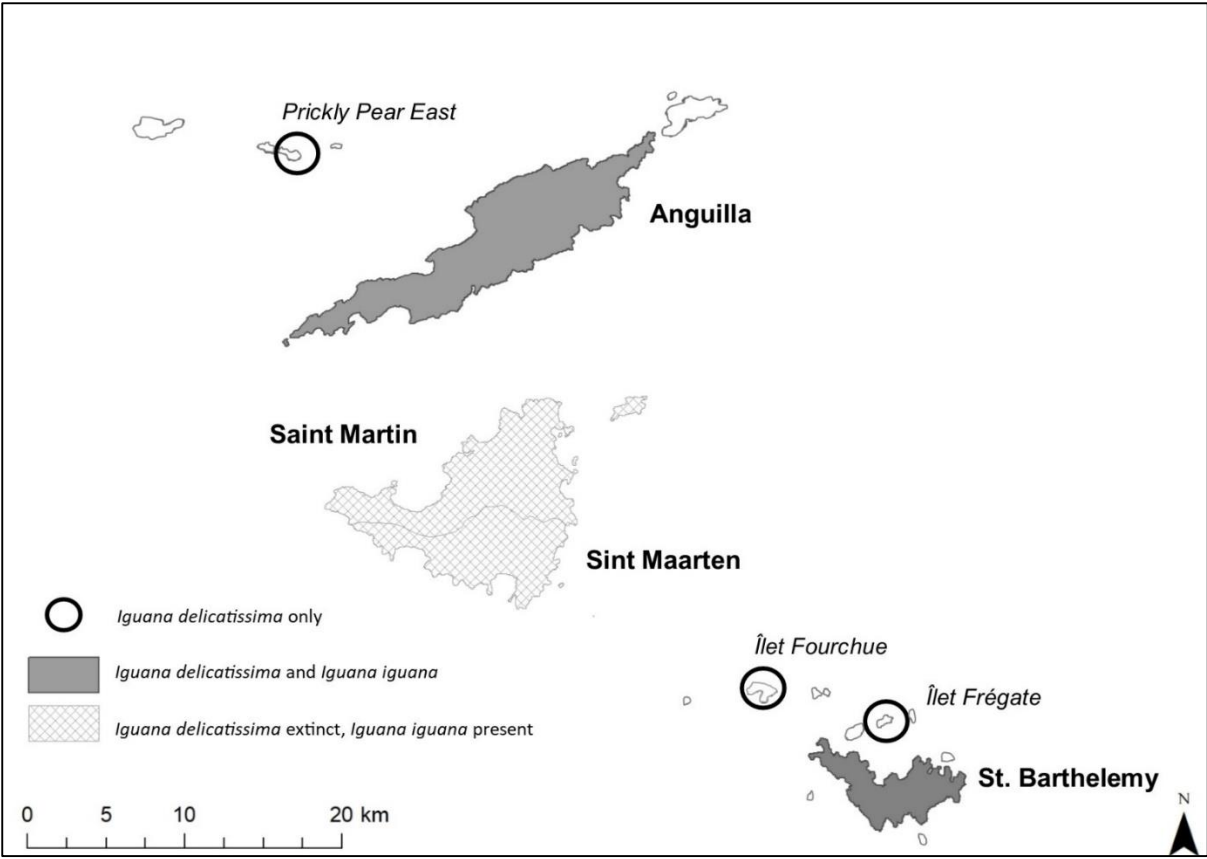 Prickly Pear East
Anguilla
Saint Martin
Sint Maarten
Iguana delicatissima only
Îlet Fourchue
Iguana delicatissima and Iguana iguana
Îlet Frégate
Iguana delicatissima extinct, Iguana iguana present
St. Barthelemy
N
0 5 10 20 km